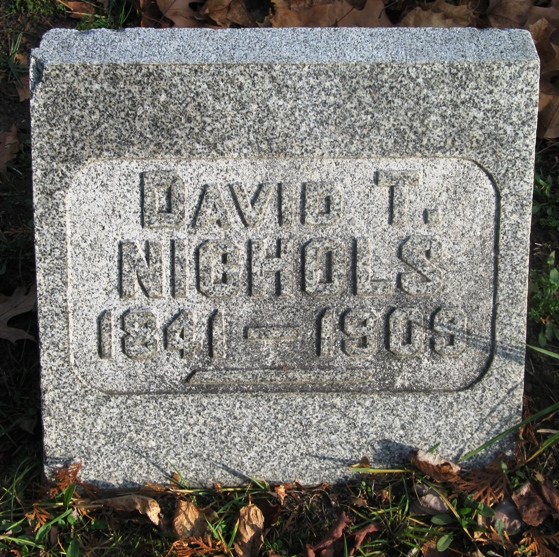 DAVID T.
NICHOLS
1841-1909